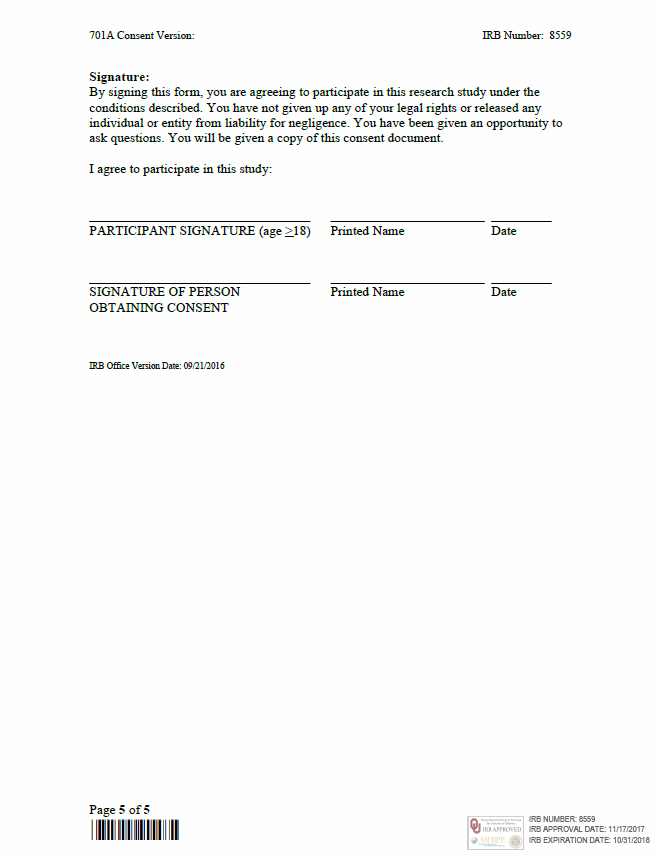 701A Consent Version: IRB Number: 8559
Signature:
By signing this form, you are agreeing to participate in this research study under the
conditions described. You have not given up any of your legal rights or released any
individual or entity from liability for negligence. You have been given an opportunity to
ask questions. You will be given a copy of this consent document.
I agree to participate in this study:
PARTICIPANT SIGNATURE (age ≥18) Printed Name Date
SIGNATURE OF PERSON Printed Name Date
OBTAINING CONSENT
IRB Office Version Date: 09/21/2016
Page 5 of 5
IRB APPROVED
IRB NUMBER: 8559
IRB APPROVAL DATE: 11/17/2017
IRB EXPIRATION DATE: 10/31/2018